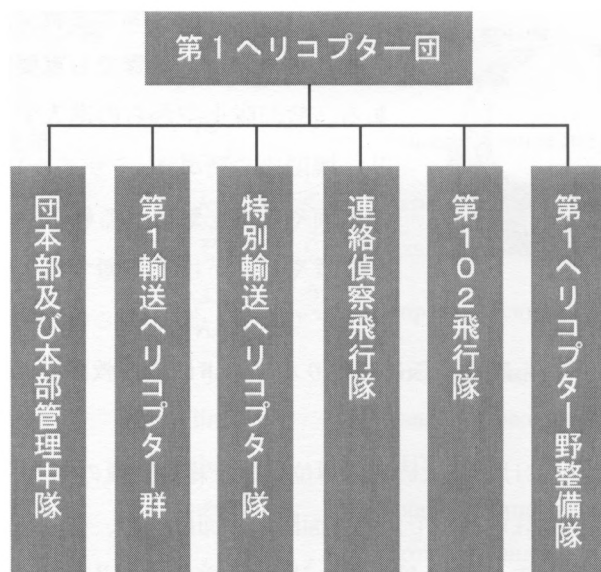 第1ヘリコプター団
団本部及び本部管理中隊
第1輸送ヘリコプター群
特別輸送ヘリコプター隊
連絡偵察飛行隊
第102飛行隊
第1ヘリコプター野整備隊